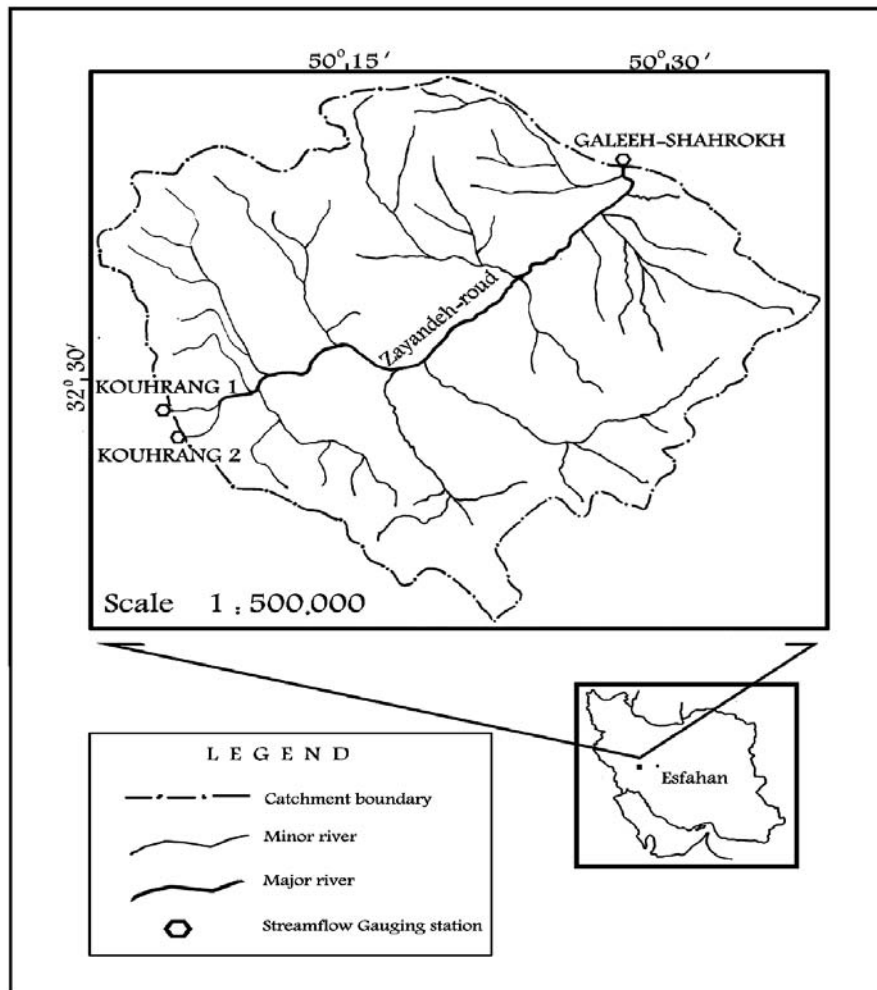 50° 15′
50° 30′
GALEEH-SHAHROKH
Zayandeh-roud
32° 30′
KOUHRANG 1
KOUHRANG 2
Scale 1 : 500.000
Esfahan
LEGEND
Catchment boundary
Minor river
Major river
Streamflow Gauging station